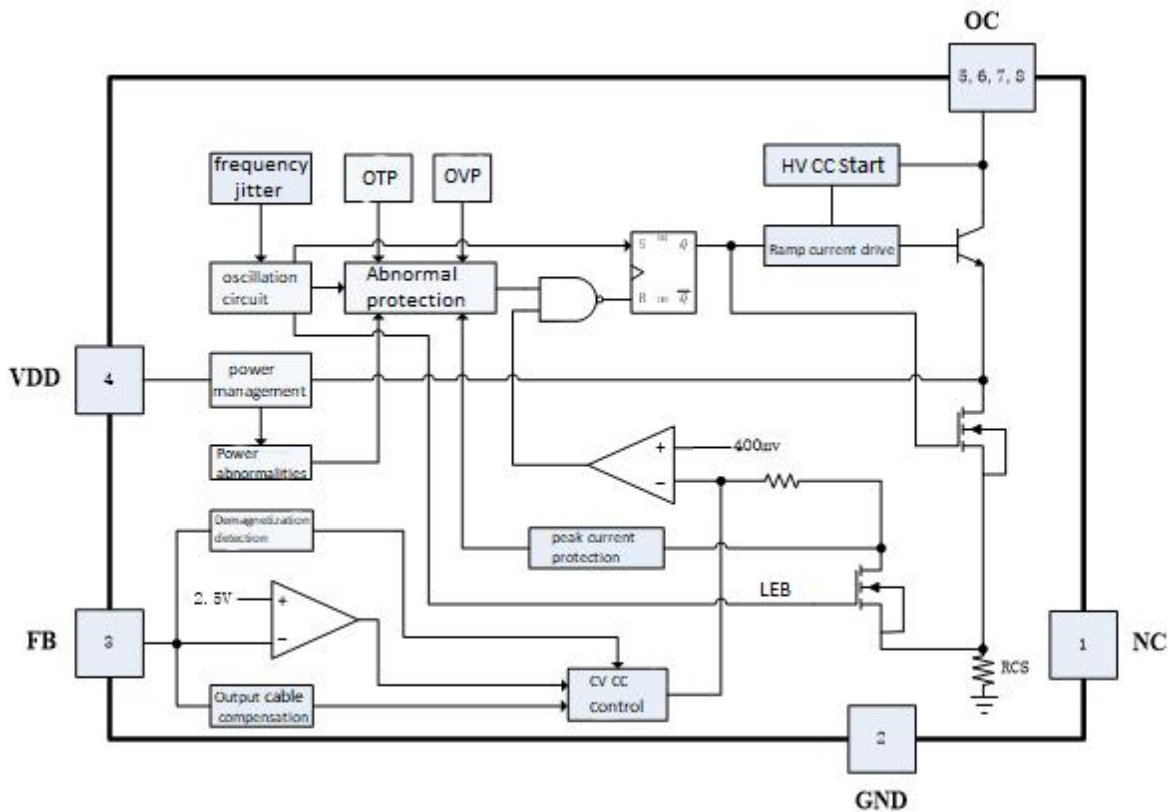 OC
5, 6, 7, 8
frequency
jitter
OTP
OVP
HV CC Start
S
Q
Ramp current drive
oscillation
circuit
Abnormal
protection
R
Q
VDD
4
power
management
Power
abnormalities
400mv
+
−
Demagnetization
detection
peak current
protection
LEB
2. 5V
+
−
FB
3
1
NC
RCS
CV CC
Control
Output cable
compensation
2
GND